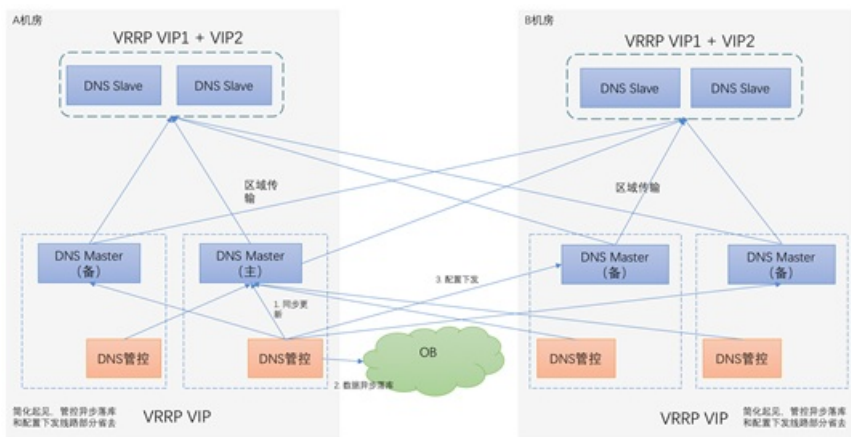 A机房
VRRP VIP1 + VIP2
DNS Slave
DNS Slave
区域传
输
DNS Master
(备)
DNS Master
(主)
1. 同步更
新
DNS管控
DNS管控
简化起见、管控异步落库
和配置下发线路部分省去
VRRP VIP
3. 配置下发
OB
2. 数据异步落库
B机房
VRRP VIP1 + VIP2
DNS Slave
DNS Slave
区域传输
DNS Master
(备)
DNS Master
(备)
DNS管控
DNS管控
VRRP VIP
简化起见、管控异步落库
和配置下发线路部分省去